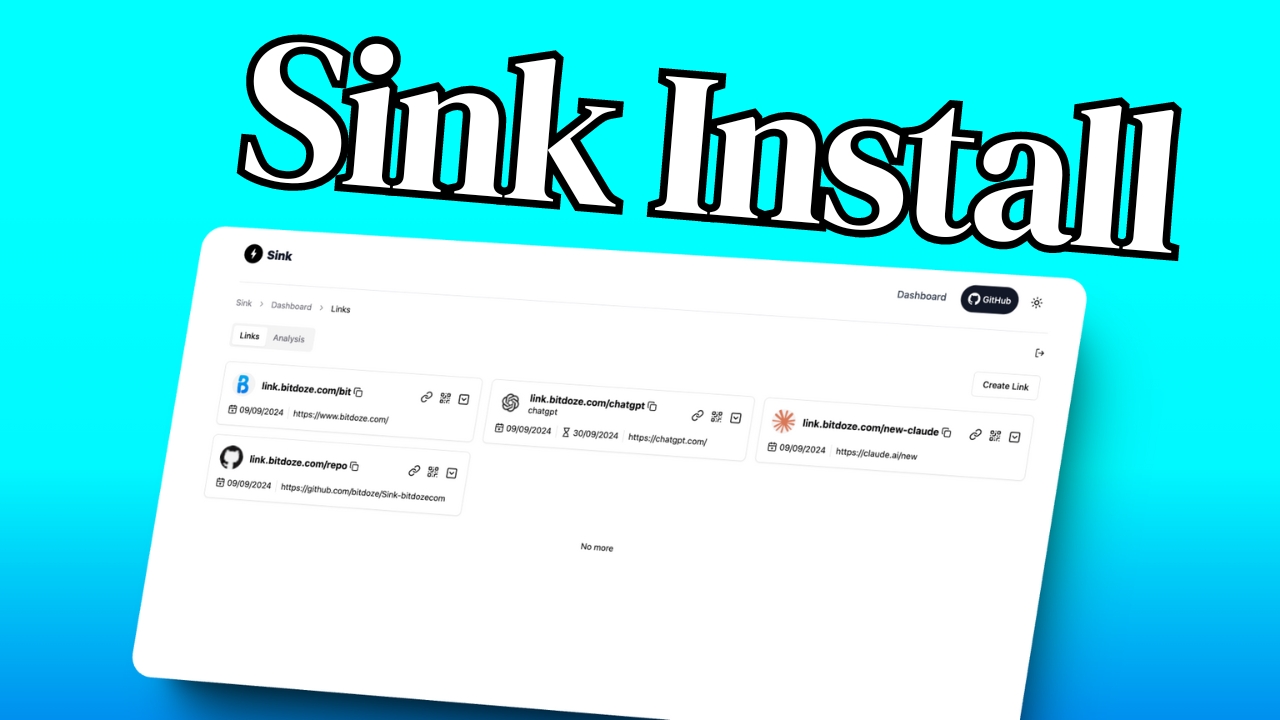 Sink Install
Sink
Dashboard
GitHub
Sink > Dashboard > Links
Links Analysis
Create Link
link.bitdoze.com/bit
09/09/2024 https://www.bitdoze.com/
link.bitdoze.com/chatgpt
chatgpt
09/09/2024 30/09/2024 https://chatgpt.com/
link.bitdoze.com/new-claude
09/09/2024 https://claude.ai/new
link.bitdoze.com/repo
09/09/2024 https://github.com/bitdoze/Sink-bitdozecom
No more